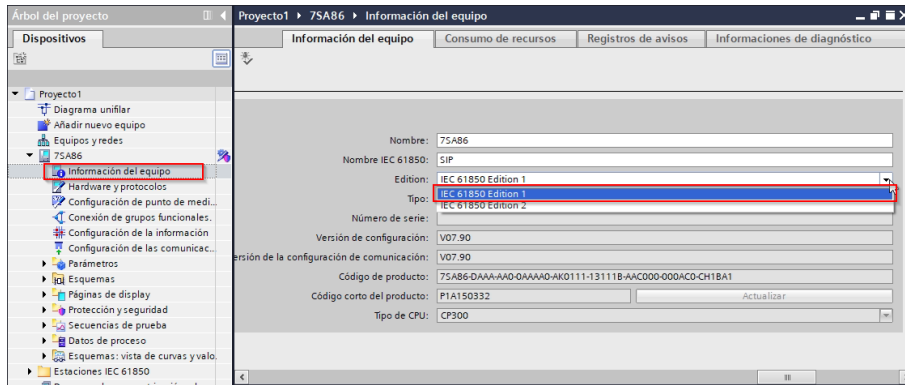 Árbol del proyecto
Proyecto1 ▸ 7SA86 ▸ Información del equipo
Dispositivos
Información del equipo
Consumo de recursos
Registros de avisos
Informaciones de diagnóstico
Proyecto1
Diagrama unifilar
Añadir nuevo equipo
Equipos y redes
7SA86
Información del equipo
Hardware y protocolos
Configuración de punto de medi...
Conexión de grupos funcionales.
Configuración de la información
Configuración de las comunicac..
Parámetros
Esquemas
Páginas de display
Protección y seguridad
Secuencias de prueba
Datos de proceso
Esquemas: vista de curvas y valo.
Estaciones IEC 61850
Nombre: 7SA86
Nombre IEC 61850: SIP
Edition: IEC 61850 Edition 1
IEC 61850 Edition 1
IEC 61850 Edition 2
Tipo:
Número de serie:
Versión de configuración: V07.90
ersión de la configuración de comunicación: V07.90
Código de producto: 7SA86-DAAA-AA0-0AAAA0-AK0111-13111B-AAC000-000AC0-CH1BA1
Código corto del producto: P1A150332 Actualizar
Tipo de CPU: CP300